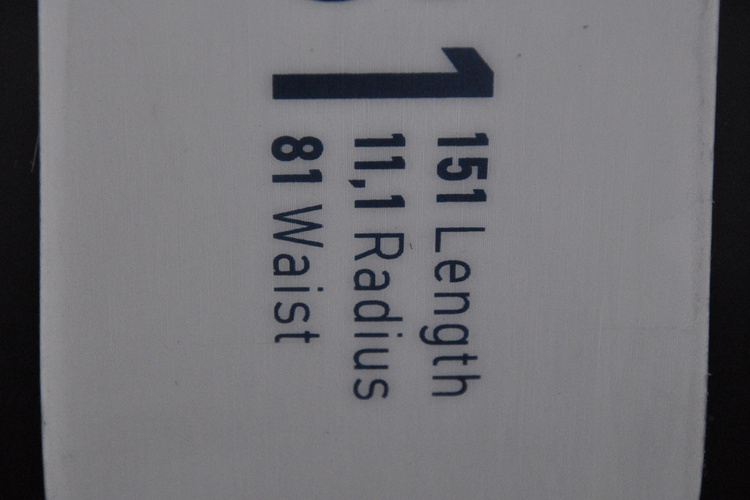 1
151 Length
11,1 Radius
81 Waist